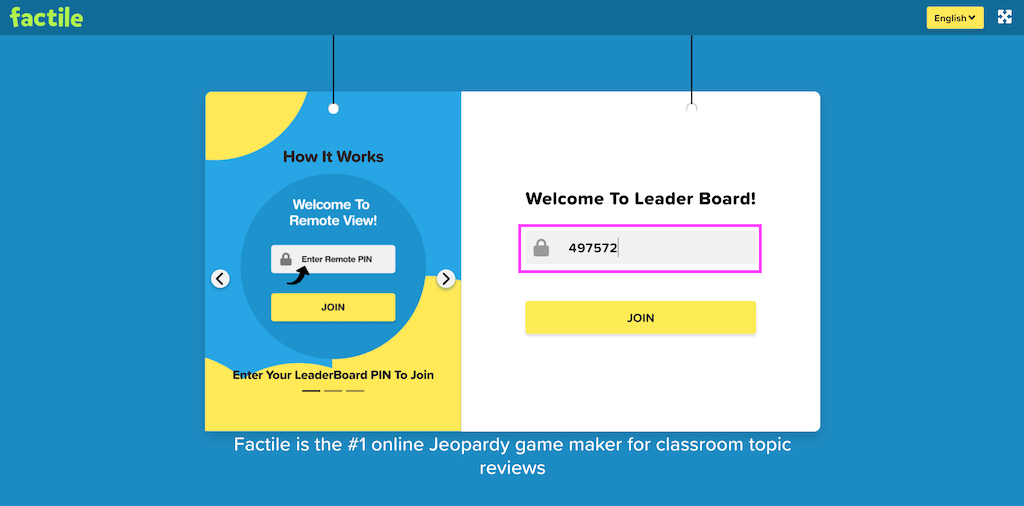 factile
English
How It Works
Welcome To
Remote View!
Enter Remote PIN
JOIN
Enter Your LeaderBoard PIN To Join
Welcome To Leader Board!
497572
JOIN
Factile is the #1 online Jeopardy game maker for classroom topic
reviews